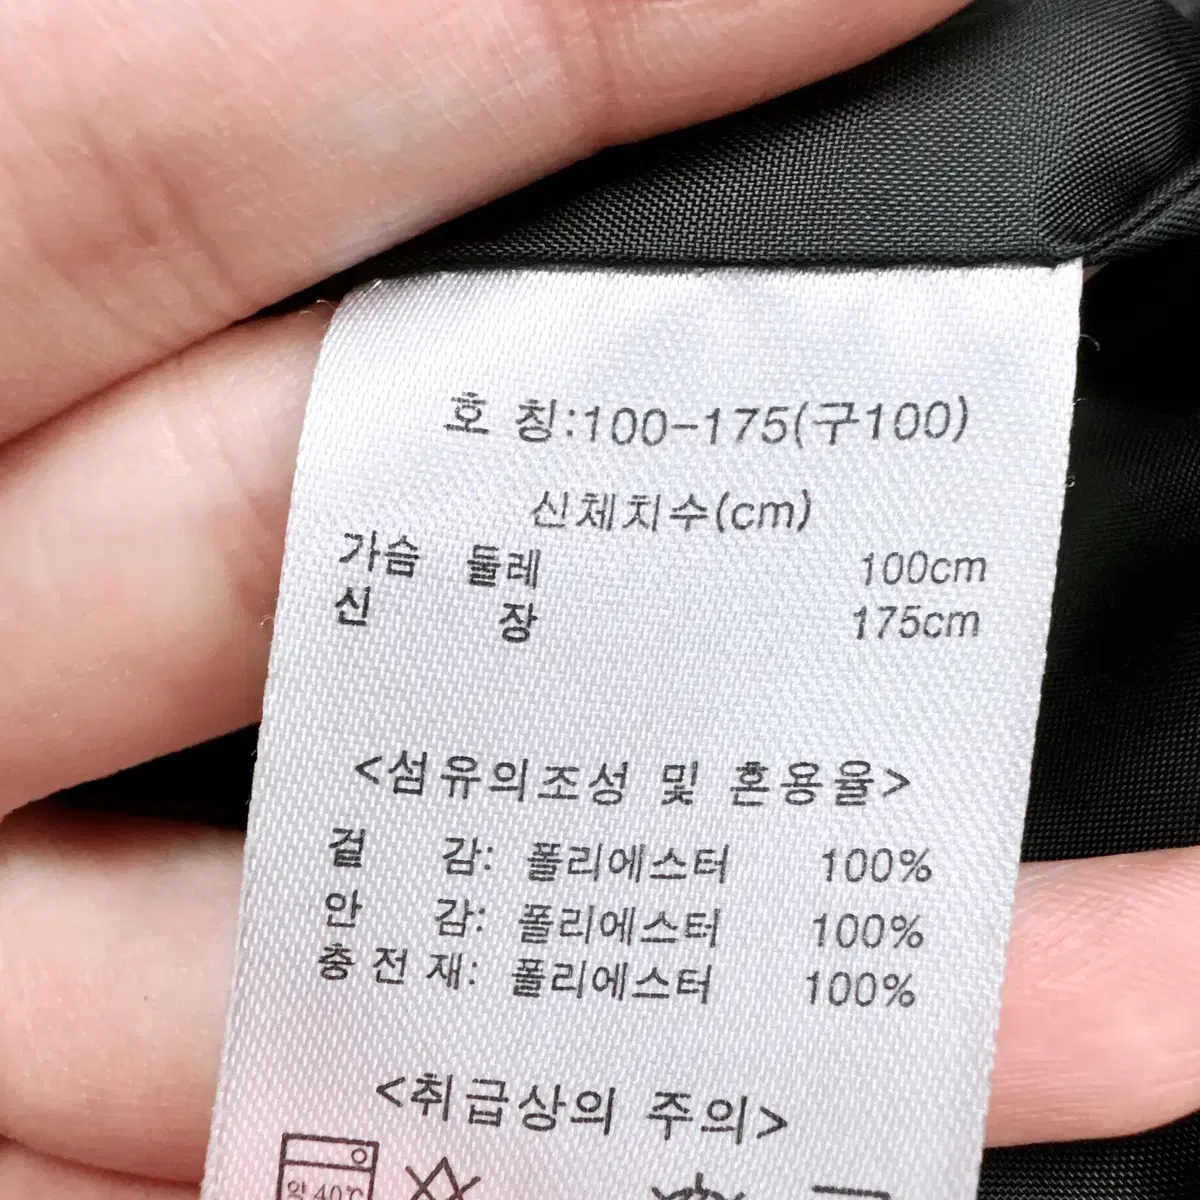 호 칭:100-175(구100)
신체치수(cm)
가슴 둘레 100cm
신 장 175cm
<섬유의조성 및 혼용율>
겉 감: 폴리에스터 100%
안 감: 폴리에스터 100%
충 전 재: 폴리에스터 100%
<취급상의 주의>
약40℃